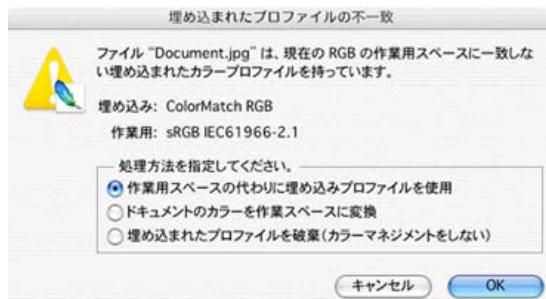 埋め込まれたプロファイルの不一致
ファイル “Document.jpg” は、現在の RGB の作業用スペースに一致しな
い埋め込まれたカラープロファイルを持っています。
埋め込み: ColorMatch RGB
作業用: sRGB IEC61966-2.1
処理方法を指定してください。
作業用スペースの代わりに埋め込みプロファイルを使用
ドキュメントのカラーを作業スペースに変換
埋め込まれたプロファイルを破棄(カラーマネジメントをしない)
キャンセル OK